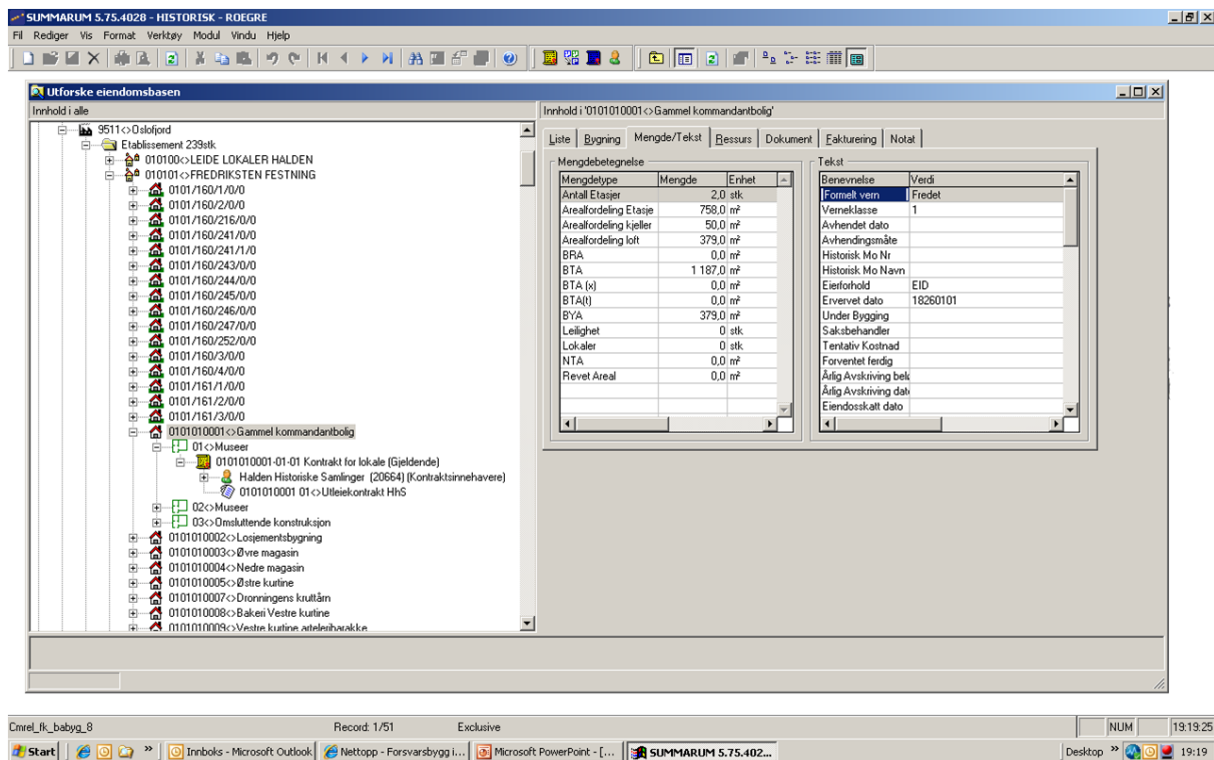 SUMMARUM 5.75.4028 - HISTORISK - ROEGRE
Fil Rediger Vis Format Verktøy Modul Vindu Hjelp
Utforske eiendomsbasen
Innhold i alle
9511<>Oslofjord
Etablissement 239stk.
010100<>LEIDE LOKALER HALDEN
010101<>FREDRIKSTEN FESTNING
0101/160/1/0/0
0101/160/2/0/0
0101/160/216/0/0
0101/160/241/0/0
0101/160/241/1/0
0101/160/243/0/0
0101/160/244/0/0
0101/160/245/0/0
0101/160/246/0/0
0101/160/247/0/0
0101/160/252/0/0
0101/160/3/0/0
0101/160/4/0/0
0101/161/1/0/0
0101/161/2/0/0
0101/161/3/0/0
0101010001<>Gammel kommandantbolig
01<>Museer
0101010001-01-01 Kontrakt for lokale (Gjeldende)
Halden Historiske Samlinger (20664) (Kontraktsinnehavere)
0101010001 01<>Utleiekontrakt HhS
02<>Museer
03<>Omsluttende konstruksjon
0101010002<>Losjementsbygning
0101010003<>Øvre magasin
0101010004<>Nedre magasin
0101010005<>Østre kurtine
0101010007<>Dronningens kruttårn
0101010008<>Bakeri Vestre kurtine
0101010009<>Vestre kurtine arteleribarakke
Innhold i '0101010001<>Gammel kommandantbolig'
Liste Bygning Mengde/Tekst Ressurs Dokument Fakturering Notat
Mengdebetegnelse
Mengdetype Mengde Enhet
Antall Etasjer 2,0 stk
Arealfordeling Etasje 758,0 m²
Arealfordeling kjeller 50,0 m²
Arealfordeling loft 379,0 m²
BRA 0,0 m²
BTA 1 187,0 m²
BTA (x) 0,0 m²
BTA(t) 0,0 m²
BYA 379,0 m²
Leilighet 0 stk
Lokaler 0 stk
NTA 0,0 m²
Revet Areal 0,0 m²
Tekst
Benevnelse Verdi
Formelt vern Fredet
Verneklasse 1
Avhendet dato
Avhendingsmåte
Historisk Mo Nr
Historisk Mo Navn
Eierforhold EID
Ervervet dato 18260101
Under Bygging
Saksbehandler
Tentativ Kostnad
Forventet ferdig
Årlig Avskriving belø
Årlig Avskriving dato
Eiendosskatt dato
Cmrel_fk_babyg_8 Record: 1/51 Exclusive NUM 19:19:25
Start » Innboks - Microsoft Outlook Nettopp - Forsvarsbygg i... Microsoft PowerPoint - [... SUMMARUM 5.75.402... Desktop » 19:19